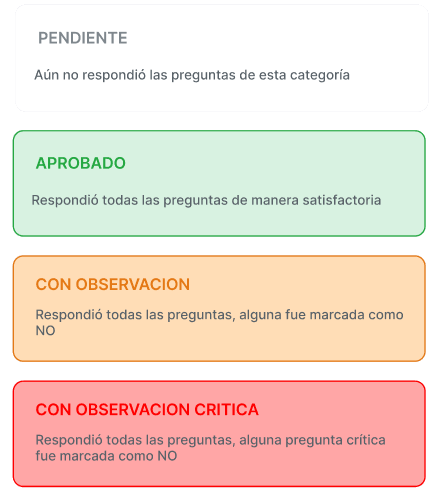 PENDIENTE
Aún no respondió las preguntas de esta categoría
APROBADO
Respondió todas las preguntas de manera satisfactoria
CON OBSERVACION
Respondió todas las preguntas, alguna fue marcada como
NO
CON OBSERVACION CRITICA
Respondió todas las preguntas, alguna pregunta crítica
fue marcada como NO